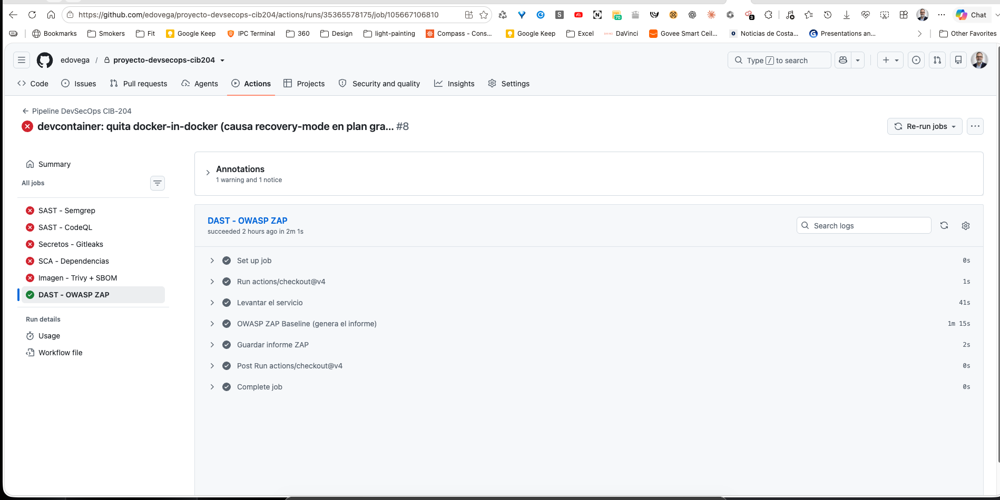 https://github.com/edovega/proyecto-devsecops-cib204/actions/runs/35365578175/job/105667106810
70
3
Chat
Bookmarks
Smokers
Fit
Google Keep
IPC Terminal
360
Design
light-painting
Compass - Cons...
Google Keep
Excel
DaVinci
Govee Smart Ceil...
Noticias de Costa...
Presentations an...
Other Favorites
edovega / proyecto-devsecops-cib204
Type / to search
Code
Issues
Pull requests
Agents
Actions
Projects
Security and quality
Insights
Settings
Pipeline DevSecOps CIB-204
devcontainer: quita docker-in-docker (causa recovery-mode en plan gra... #8
Re-run jobs
Summary
All jobs
SAST - Semgrep
SAST - CodeQL
Secretos - Gitleaks
SCA - Dependencias
Imagen - Trivy + SBOM
DAST - OWASP ZAP
Run details
Usage
Workflow file
Annotations
1 warning and 1 notice
DAST - OWASP ZAP
succeeded 2 hours ago in 2m 1s
Search logs
Set up job 0s
Run actions/checkout@v4 1s
Levantar el servicio 41s
OWASP ZAP Baseline (genera el informe) 1m 15s
Guardar informe ZAP 2s
Post Run actions/checkout@v4 0s
Complete job 0s